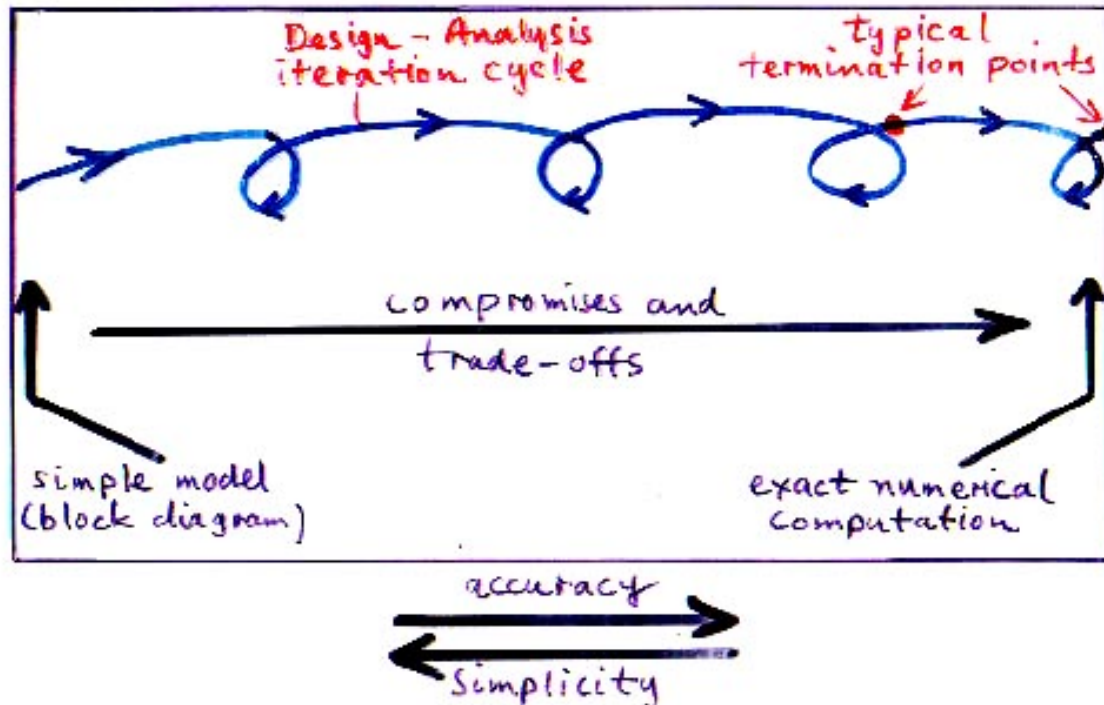 Design-Analysis
iteration cycle
typical
termination points
compromises and
trade-offs
simple model
(block diagram)
exact numerical
computation
accuracy
simplicity